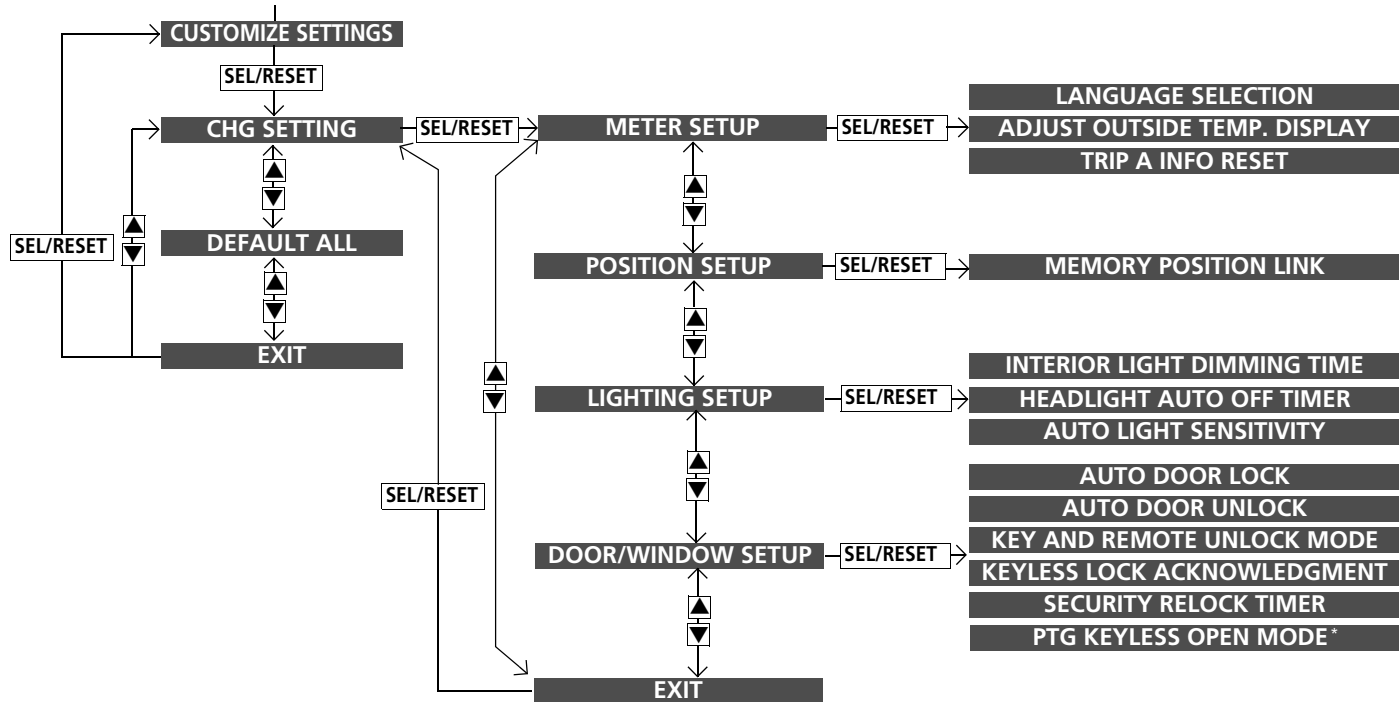 CUSTOMIZE SETTINGS
SEL/RESET
CHG SETTING
SEL/RESET
METER SETUP
SEL/RESET
LANGUAGE SELECTION
ADJUST OUTSIDE TEMP. DISPLAY
TRIP A INFO RESET
▲
▼
▲
▼
▲
▼
SEL/RESET
DEFAULT ALL
POSITION SETUP
SEL/RESET
MEMORY POSITION LINK
▲
▼
▲
▼
EXIT
▲
▼
LIGHTING SETUP
SEL/RESET
INTERIOR LIGHT DIMMING TIME
HEADLIGHT AUTO OFF TIMER
AUTO LIGHT SENSITIVITY
▲
▼
SEL/RESET
DOOR/WINDOW SETUP
SEL/RESET
AUTO DOOR LOCK
AUTO DOOR UNLOCK
KEY AND REMOTE UNLOCK MODE
KEYLESS LOCK ACKNOWLEDGMENT
SECURITY RELOCK TIMER
PTG KEYLESS OPEN MODE*
▲
▼
EXIT